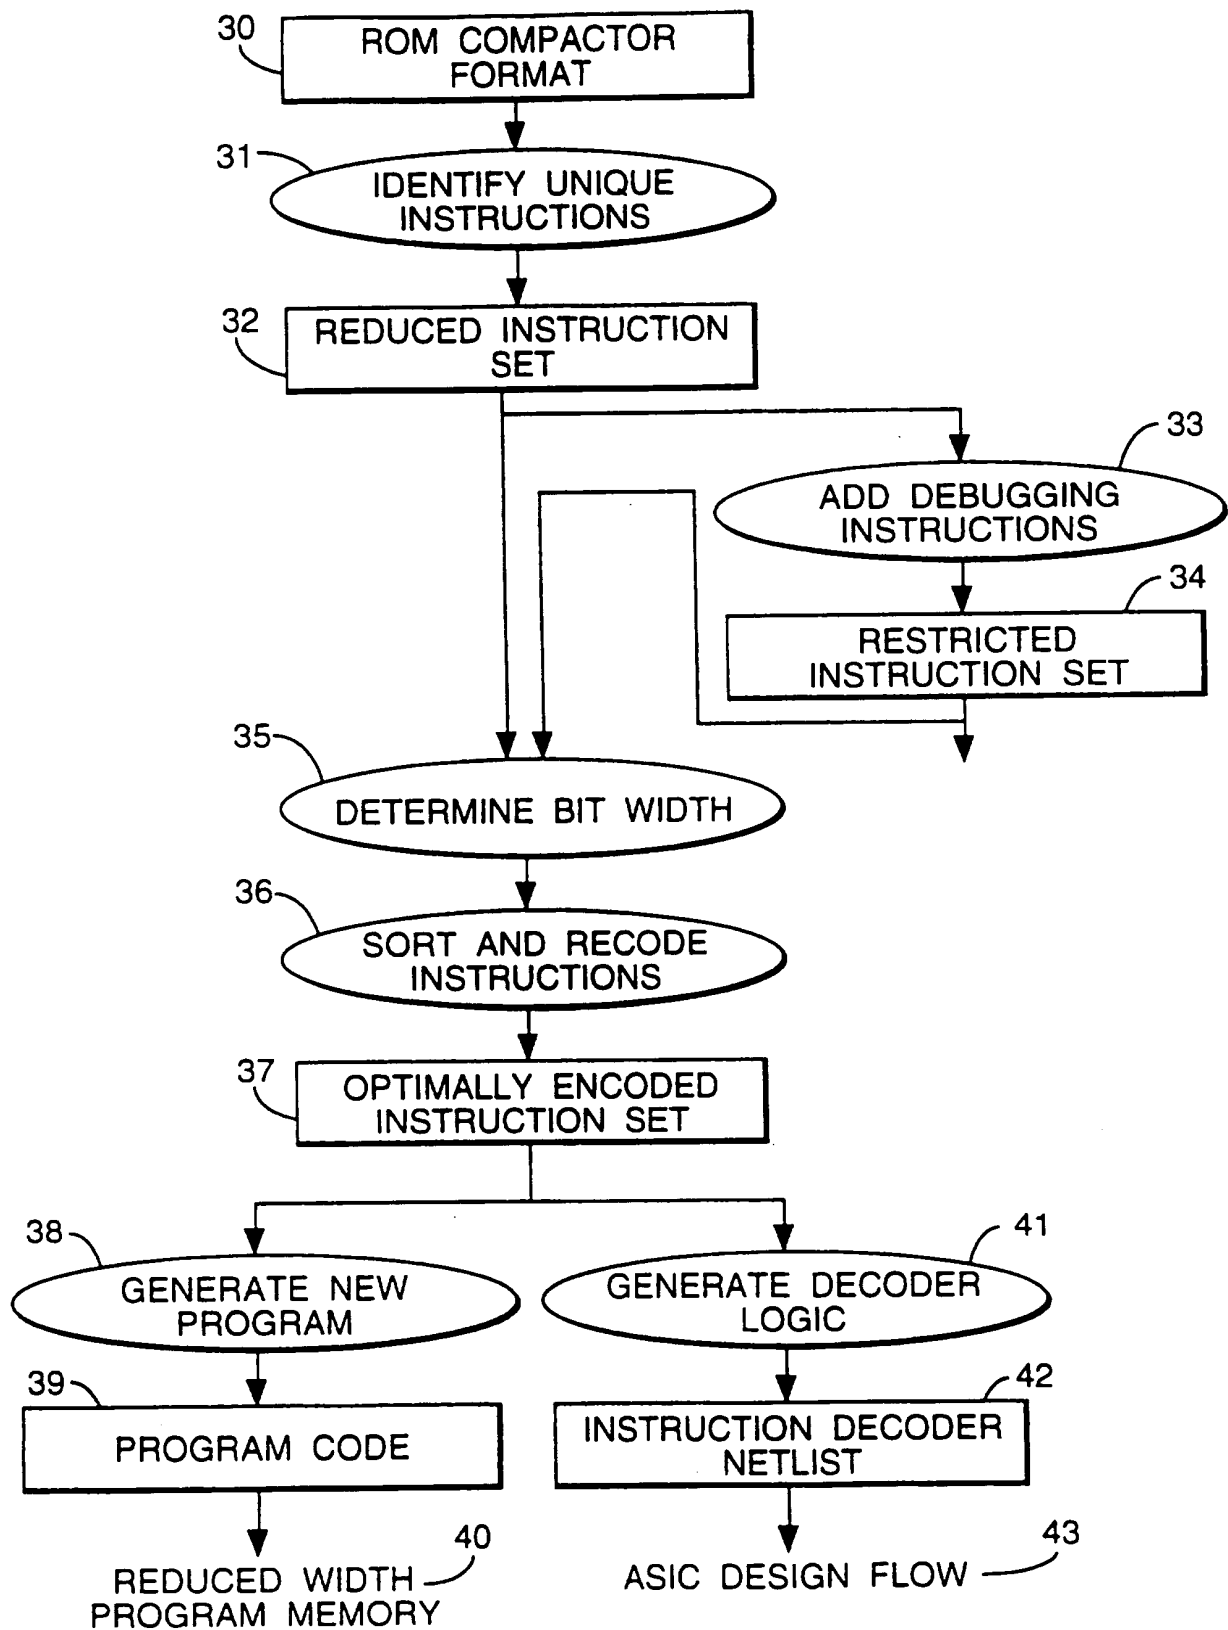 30
ROM COMPACTOR
FORMAT
31
IDENTIFY UNIQUE
INSTRUCTIONS
32
REDUCED INSTRUCTION
SET
33
ADD DEBUGGING
INSTRUCTIONS
34
RESTRICTED
INSTRUCTION SET
35
DETERMINE BIT WIDTH
36
SORT AND RECODE
INSTRUCTIONS
37
OPTIMALLY ENCODED
INSTRUCTION SET
38
GENERATE NEW
PROGRAM
41
GENERATE DECODER
LOGIC
39
PROGRAM CODE
42
INSTRUCTION DECODER
NETLIST
40
REDUCED WIDTH
PROGRAM MEMORY
43
ASIC DESIGN FLOW